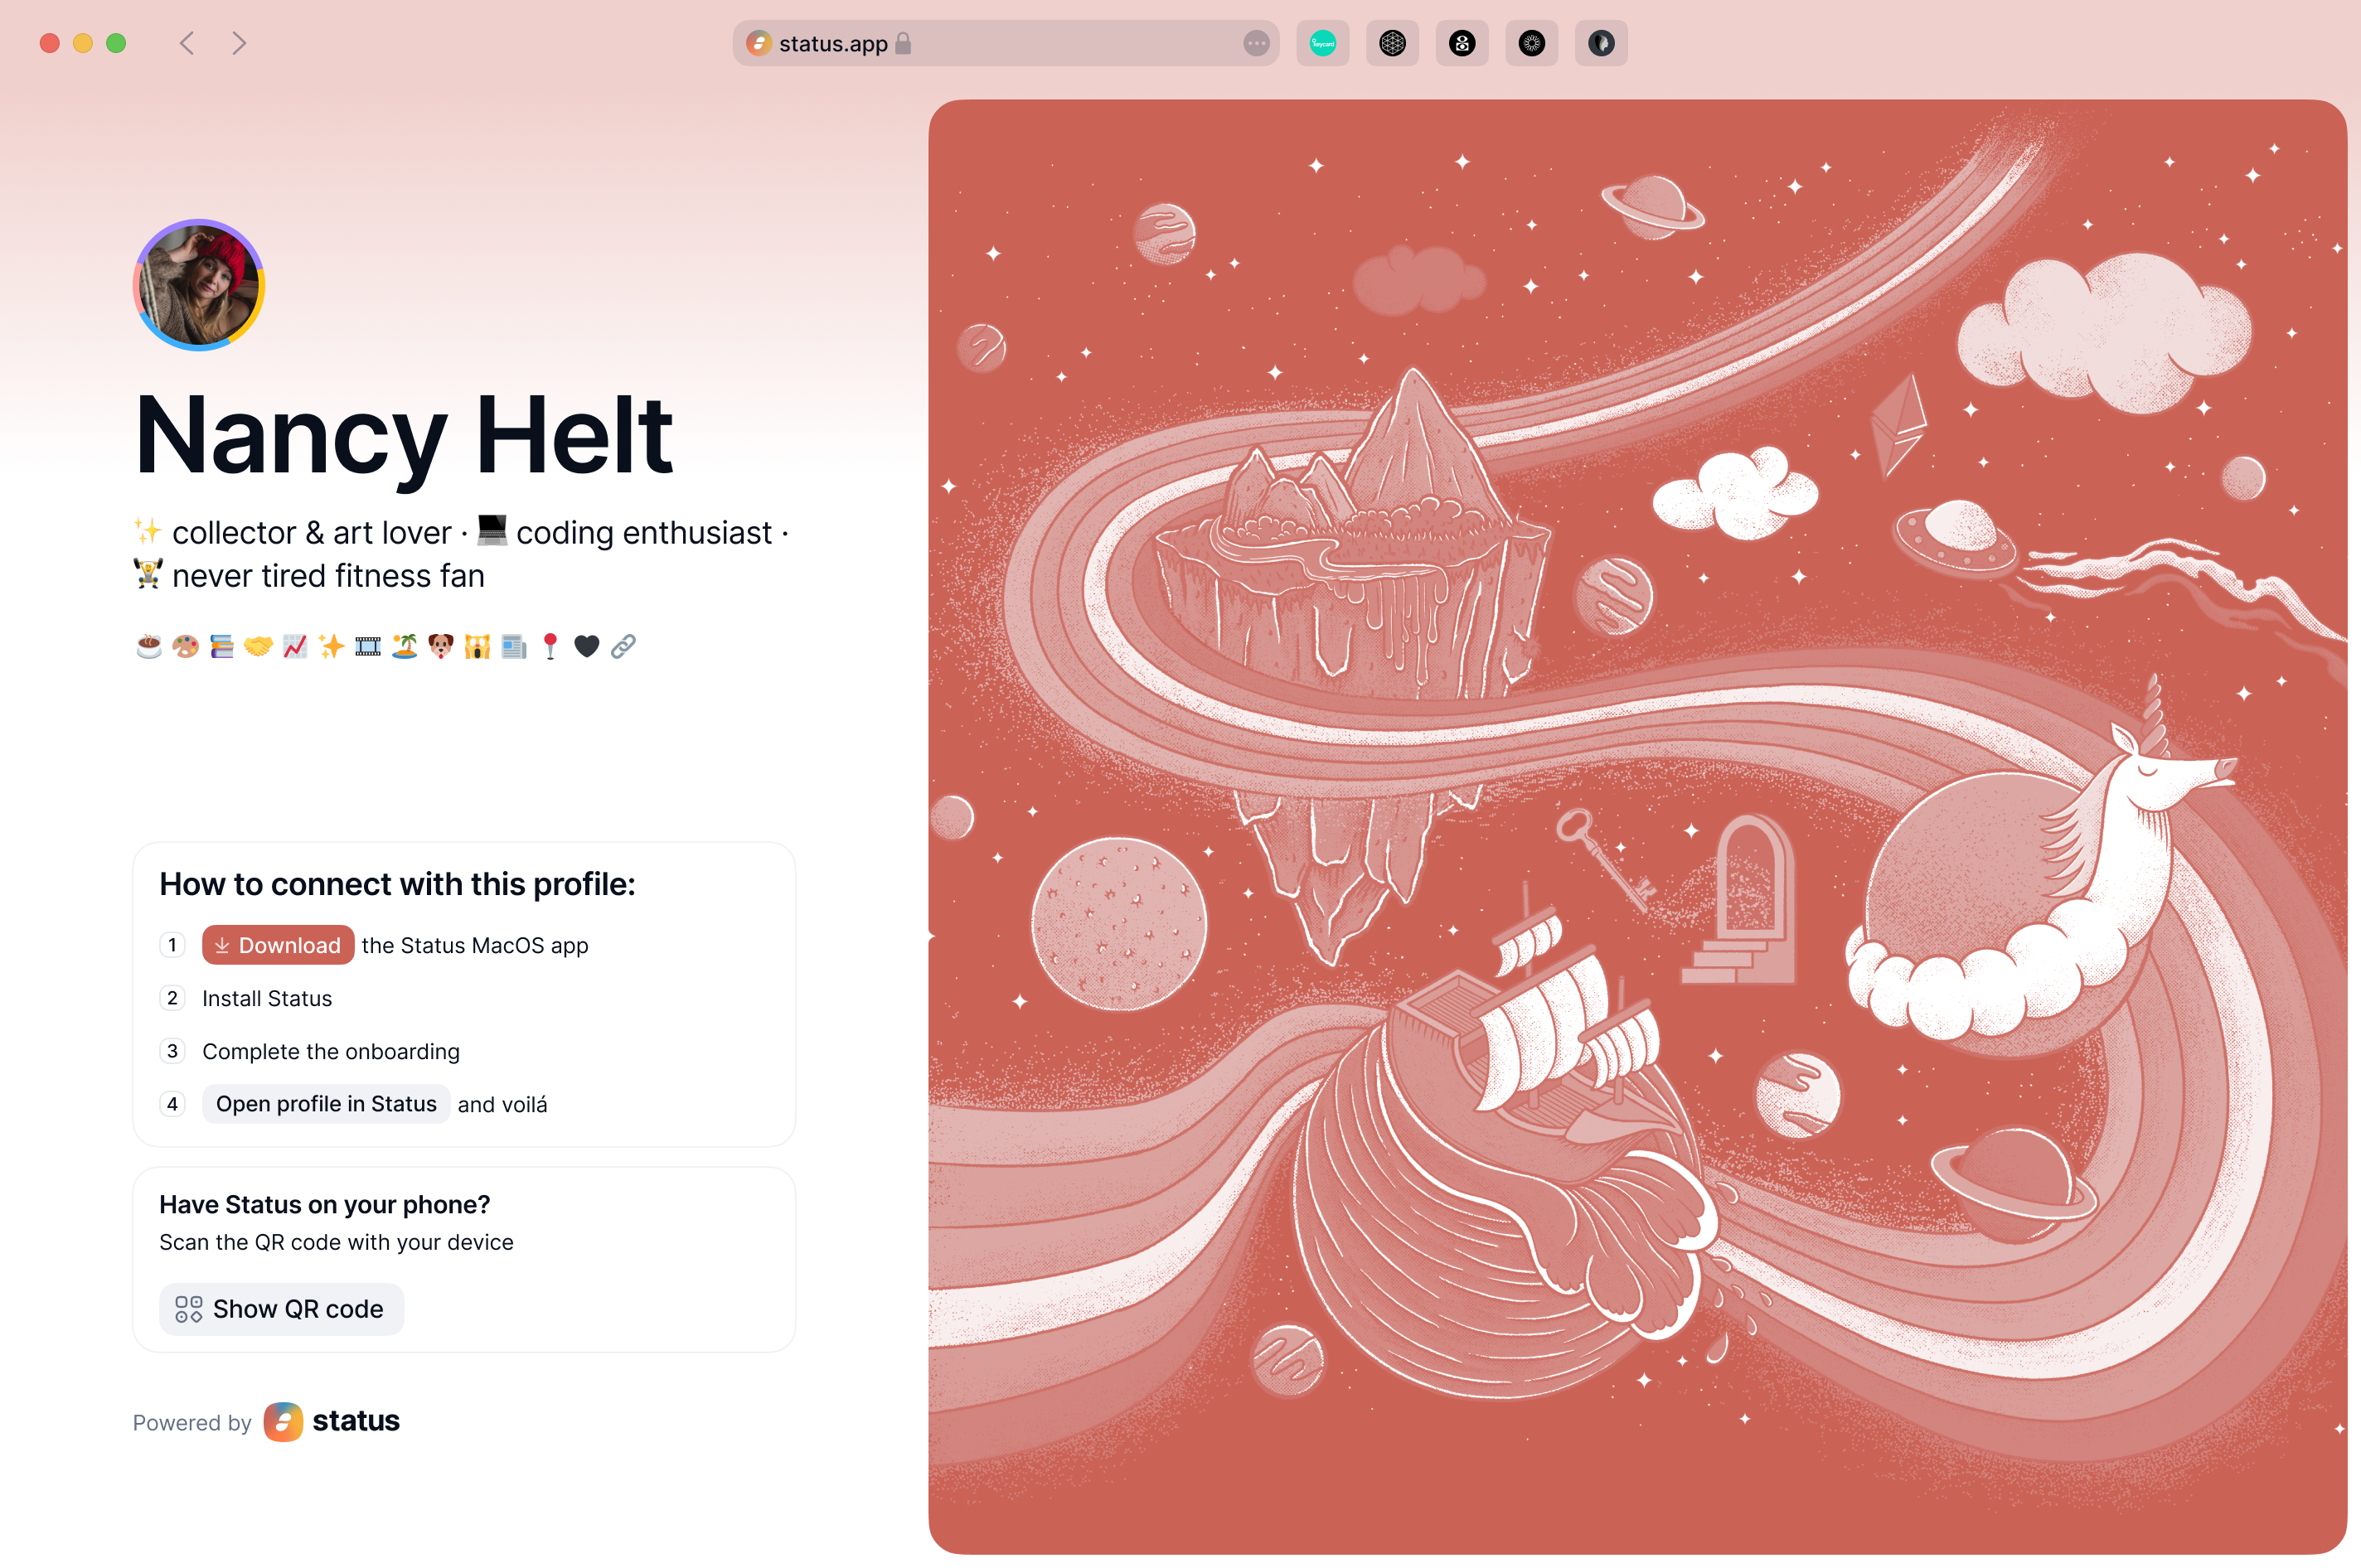 status.app
keycard
Nancy Helt
✨ collector & art lover · 💻 coding enthusiast ·
🏋️ never tired fitness fan
How to connect with this profile:
1 Download the Status MacOS app
2 Install Status
3 Complete the onboarding
4 Open profile in Status and voilá
Have Status on your phone?
Scan the QR code with your device
Show QR code
Powered by status